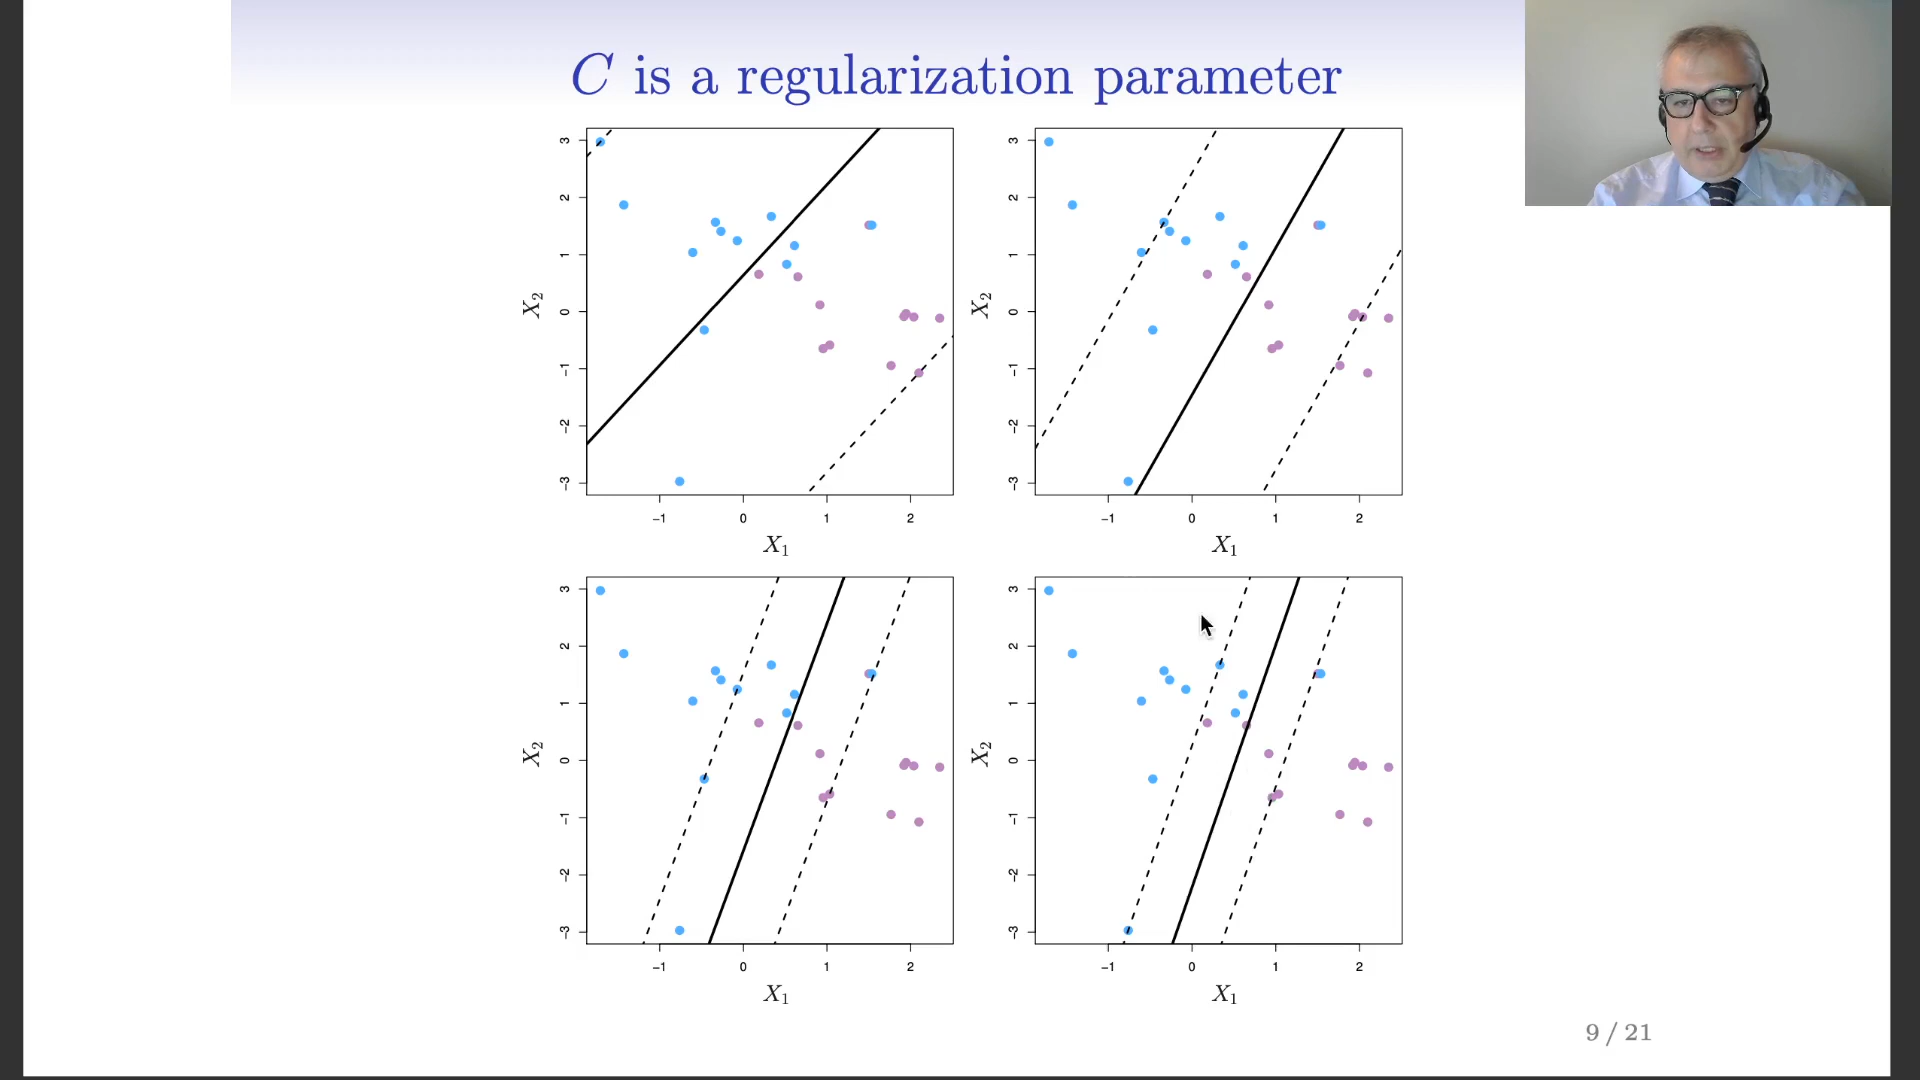 C is a regularization parameter
3
2
1
0
−1
−2
−3
X₂
−1 0 1 2
X₁
3
2
1
0
−1
−2
−3
X₂
−1 0 1 2
X₁
3
2
1
0
−1
−2
−3
X₂
−1 0 1 2
X₁
3
2
1
0
−1
−2
−3
X₂
−1 0 1 2
X₁
9 / 21